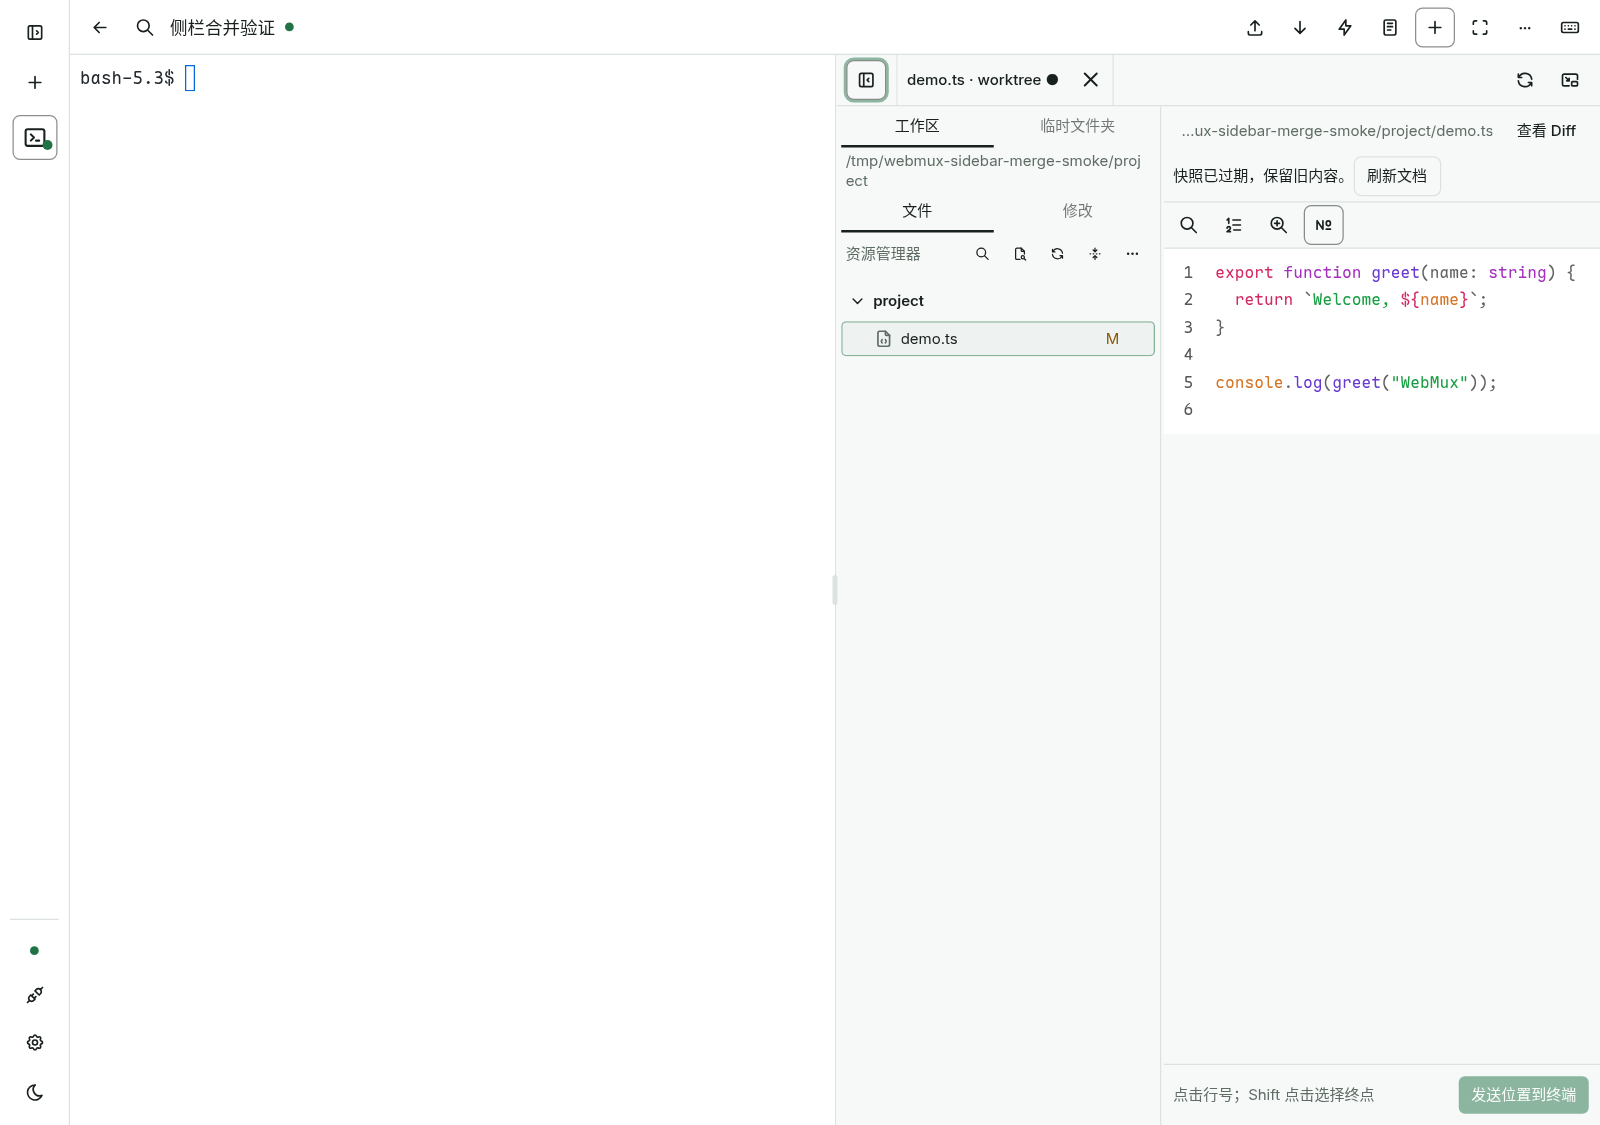 侧栏合并验证
bash-5.3$
demo.ts · worktree
工作区
临时文件夹
/tmp/webmux-sidebar-merge-smoke/proj
ect
文件
修改
资源管理器
project
demo.ts
M
...ux-sidebar-merge-smoke/project/demo.ts
查看 Diff
快照已过期，保留旧内容。
刷新文档
Nº
1 export function greet(name: string) {
2   return `Welcome, ${name}`;
3 }
4
5 console.log(greet("WebMux"));
6
点击行号；Shift 点击选择终点
发送位置到终端